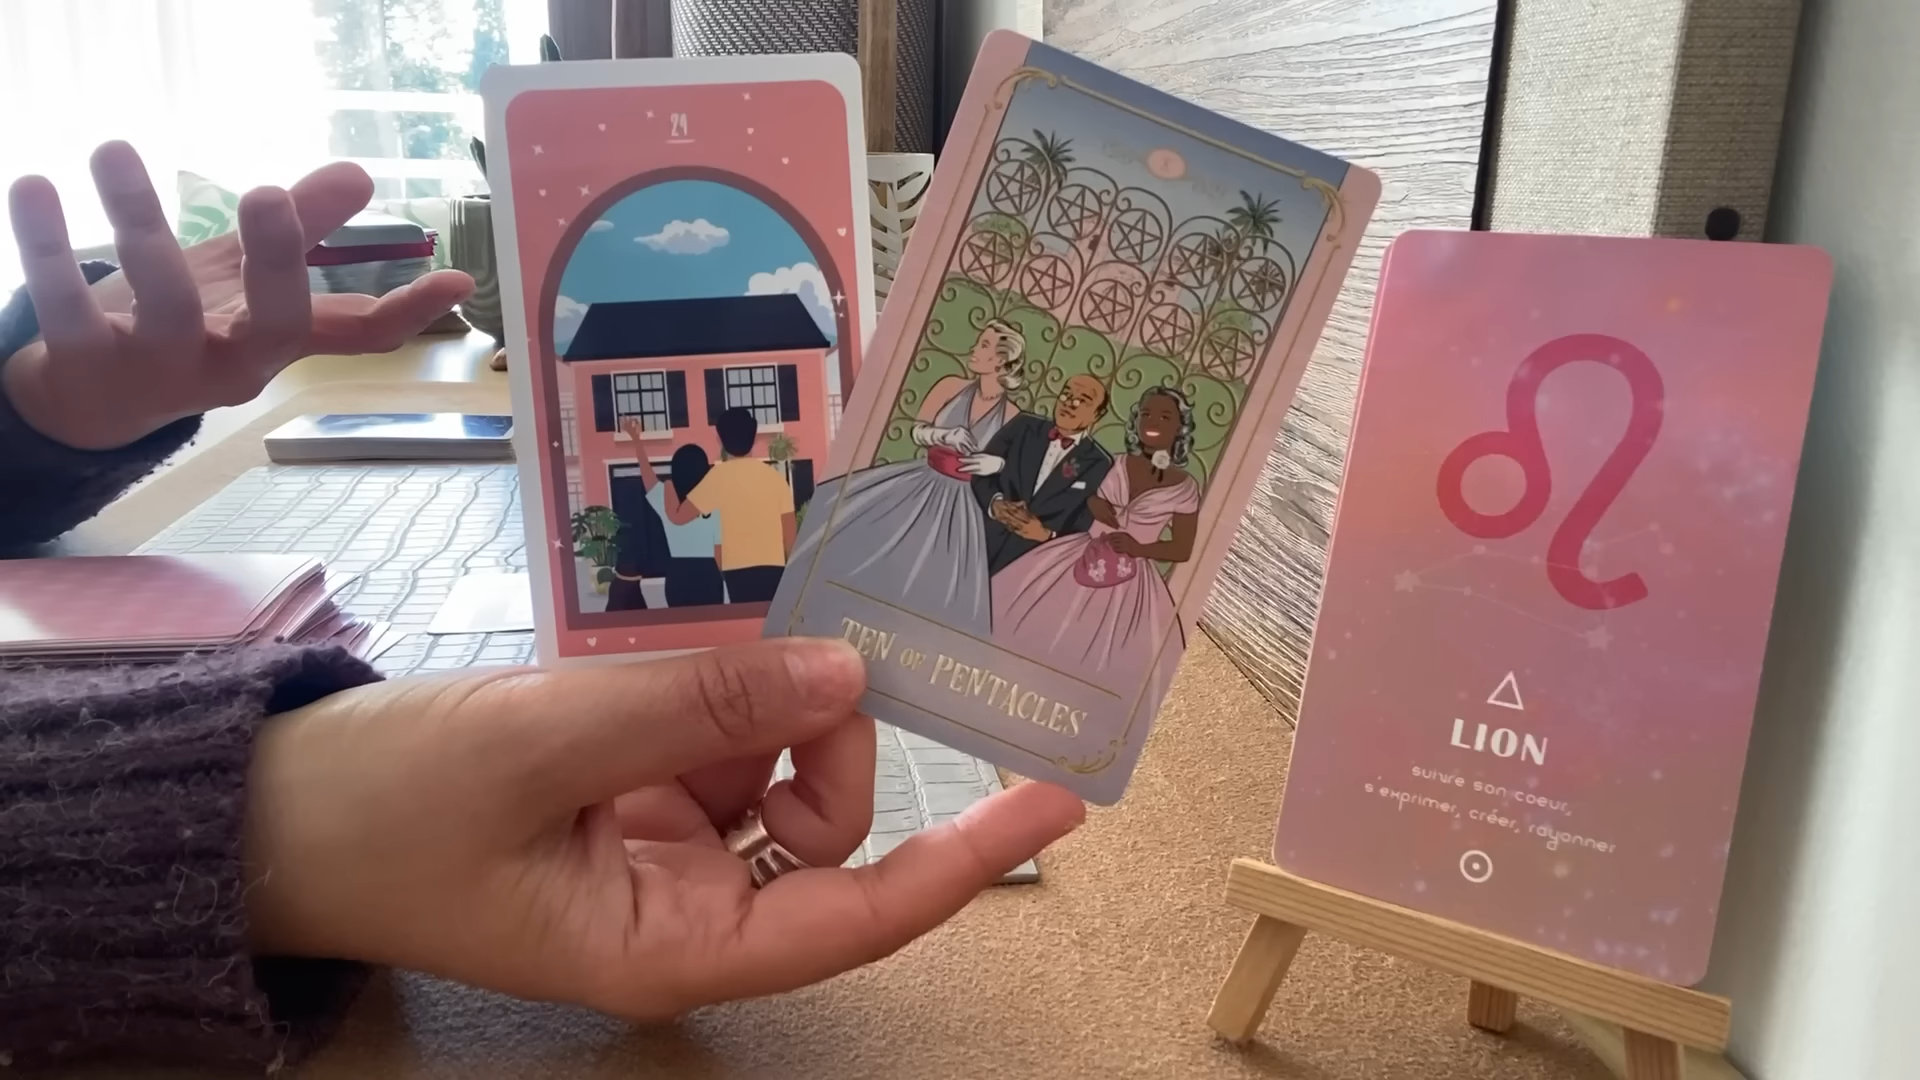 24
TEN OF PENTACLES
LION
suivre son coeur,
s'exprimer, créer, rayonner